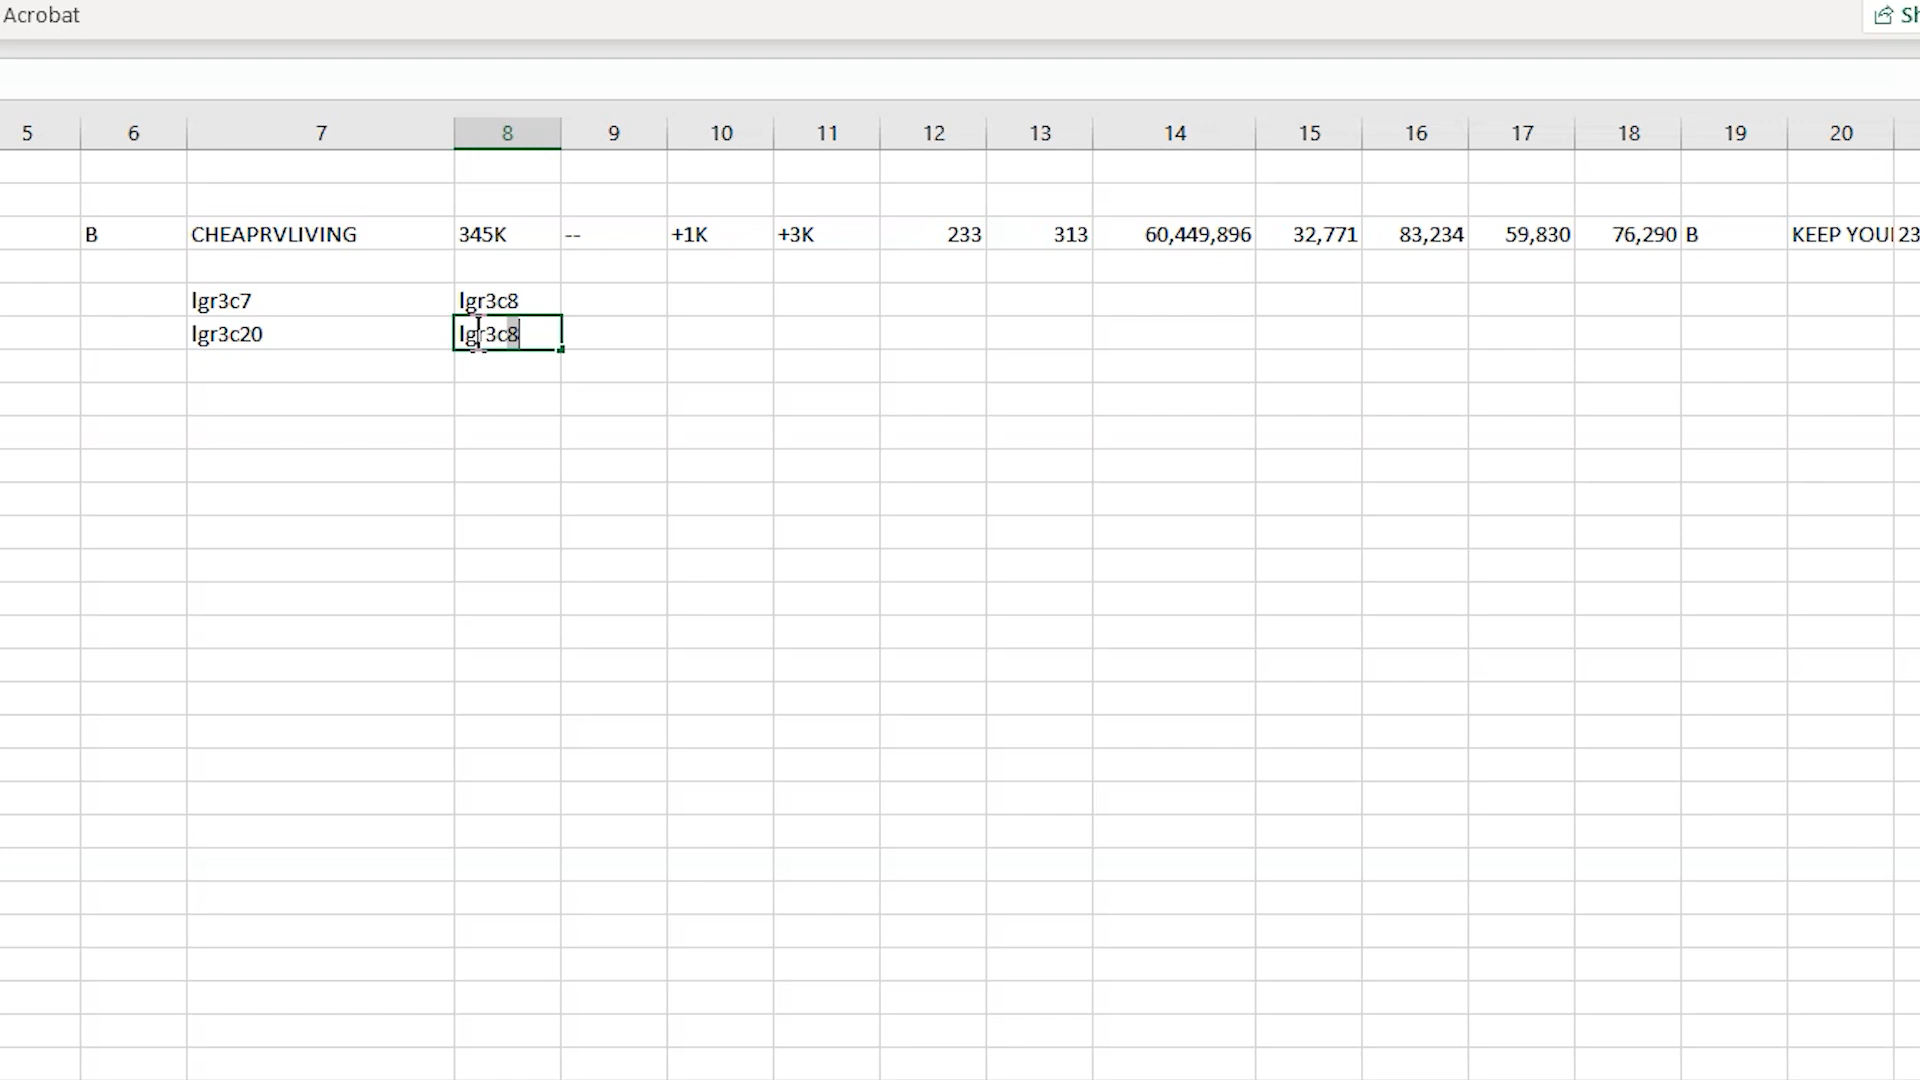 Acrobat
Sh
5 6 7 8 9 10 11 12 13 14 15 16 17 18 19 20
B CHEAPRVLIVING 345K -- +1K +3K 233 313 60,449,896 32,771 83,234 59,830 76,290 B KEEP YOU 23
lgr3c7 lgr3c8
lgr3c20 lgr3c8